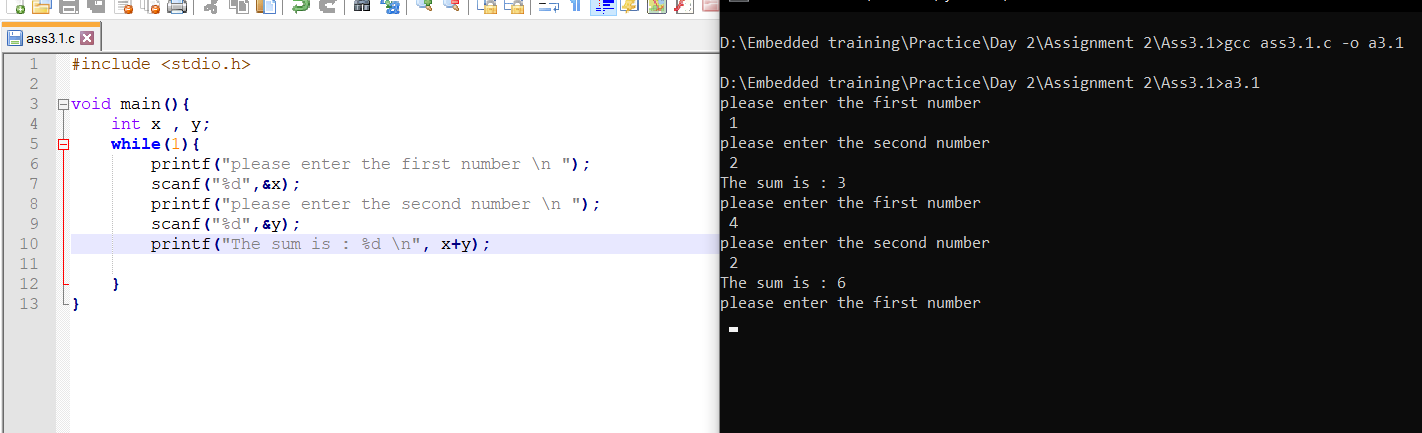 ass3.1.c
1 #include <stdio.h>
2
3 void main(){
4 int x , y;
5 while(1){
6 printf("please enter the first number \n ");
7 scanf("%d",&x);
8 printf("please enter the second number \n ");
9 scanf("%d",&y);
10 printf("The sum is : %d \n", x+y);
11
12 }
13 }
D:\Embedded training\Practice\Day 2\Assignment 2\Ass3.1>gcc ass3.1.c -o a3.1
D:\Embedded training\Practice\Day 2\Assignment 2\Ass3.1>a3.1
please enter the first number
1
please enter the second number
2
The sum is : 3
please enter the first number
4
please enter the second number
2
The sum is : 6
please enter the first number